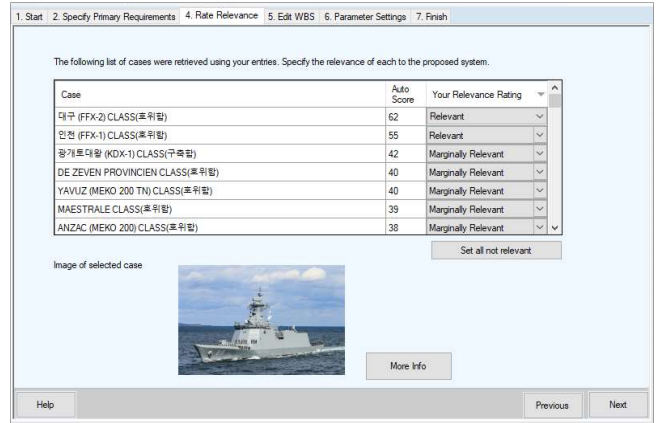 1. Start 2. Specify Primary Requirements 4. Rate Relevance 5. Edit WBS 6. Parameter Settings 7. Finish
The following list of cases were retrieved using your entries. Specify the relevance of each to the proposed system.
Case Auto Score Your Relevance Rating
대구 (FFX-2) CLASS(호위함) 62 Relevant
인천 (FFX-1) CLASS(호위함) 55 Relevant
광개토대왕 (KDX-1) CLASS(구축함) 42 Marginally Relevant
DE ZEVEN PROVINCIEN CLASS(호위함) 40 Marginally Relevant
YAVUZ (MEKO 200 TN) CLASS(호위함) 40 Marginally Relevant
MAESTRALE CLASS(호위함) 39 Marginally Relevant
ANZAC (MEKO 200) CLASS(호위함) 38 Marginally Relevant
Set all not relevant
Image of selected case
More Info
Help Previous Next